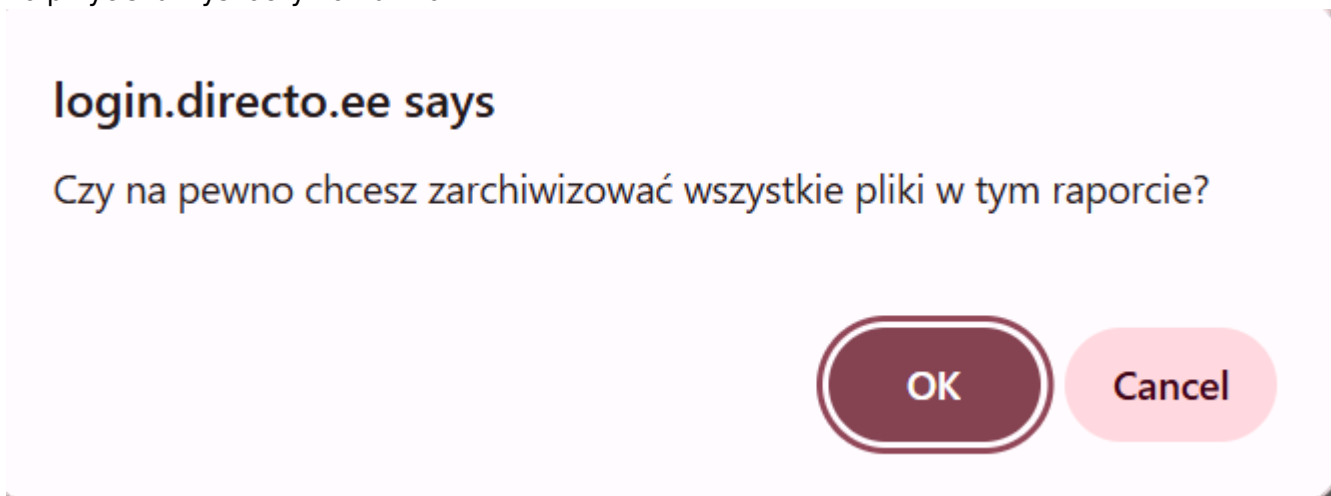 login.directo.ee says
Czy na pewno chcesz zarchiwizować wszystkie pliki w tym raporcie?
OK
Cancel